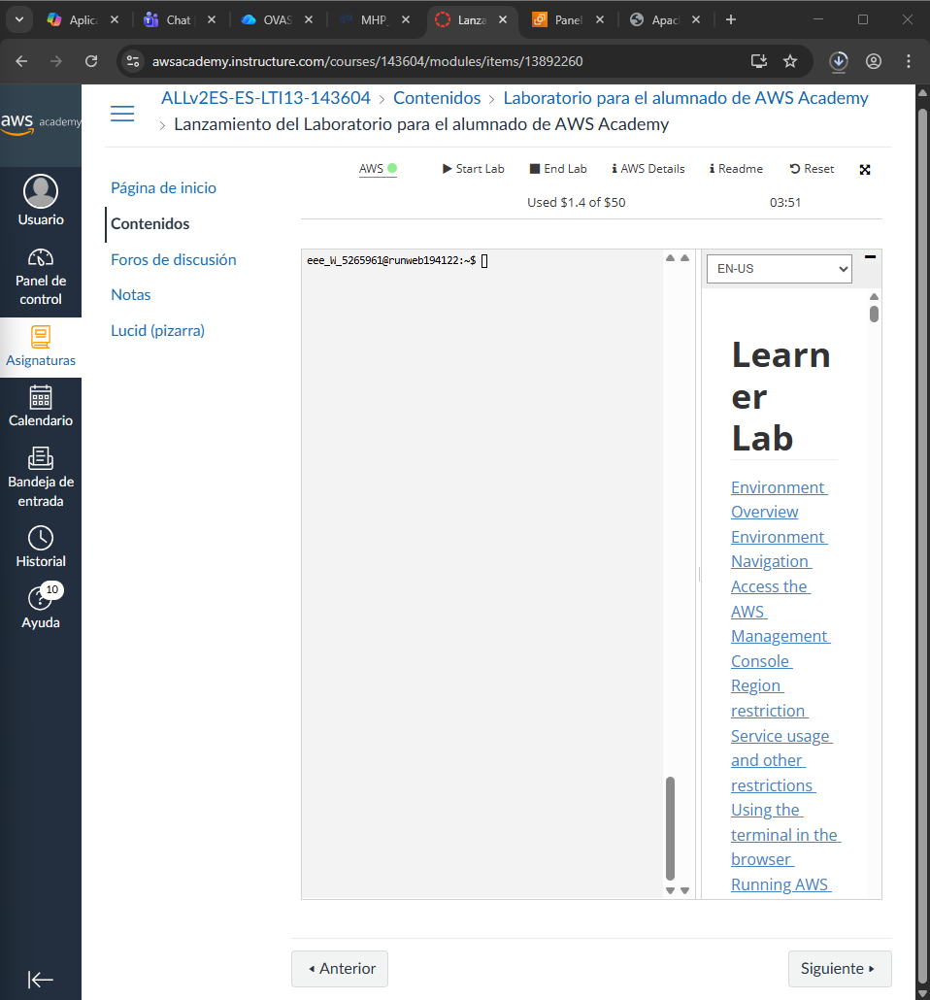 Aplica
Chat
OVAS
MHP_
Lanza
Panel
Apac
awsacademy.instructure.com/courses/143604/modules/items/13892260
aws academy
Usuario
Panel de
control
Asignaturas
Calendario
Bandeja de
entrada
Historial
10
Ayuda
ALLv2ES-ES-LTI13-143604 > Contenidos > Laboratorio para el alumnado de AWS Academy
> Lanzamiento del Laboratorio para el alumnado de AWS Academy
Página de inicio
Contenidos
Foros de discusión
Notas
Lucid (pizarra)
AWS Start Lab End Lab AWS Details Readme Reset
Used $1.4 of $50 03:51
eee_W_5265961@runweb194122:~$
EN-US
Learn
er
Lab
Environment
Overview
Environment
Navigation
Access the
AWS
Management
Console
Region
restriction
Service usage
and other
restrictions
Using the
terminal in the
browser
Running AWS
Anterior
Siguiente